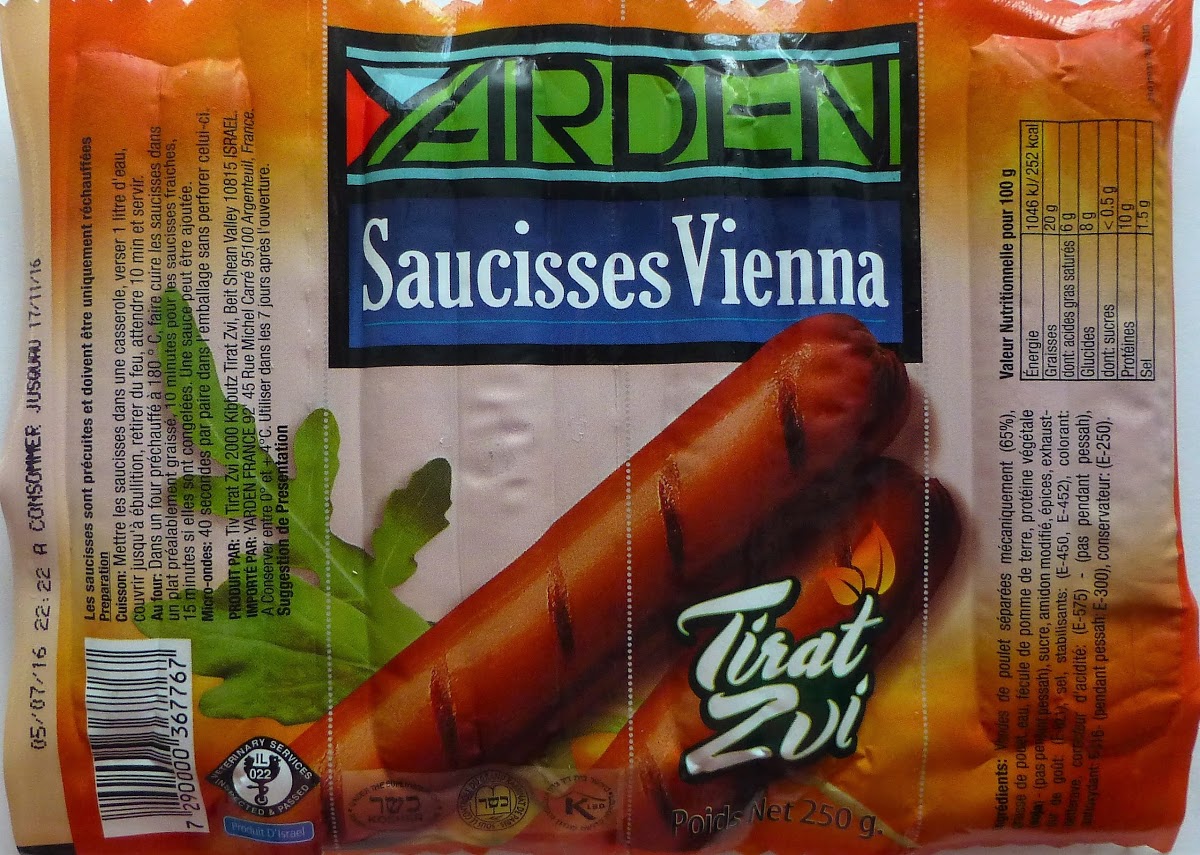 YARDEN
Saucisses Vienna
Tirat
Zvi
Poids Net 250 g.
05/07/16 22:22 A CONSOMMER JUSQUAU 17/11/16
Les saucisses sont précuites et doivent être uniquement réchauffées
Preparation
Cuisson: Mettre les saucisses dans une casserole, verser 1 litre d'eau,
couvrir jusqu'à ébullition, retirer du feu, attendre 10 min et servir.
Au four: Dans un four préchauffé à 180 ° C, faire cuire les saucisses dans
un plat préalablement graissé, 10 minutes pour les saucisses fraîches,
15 minutes si elles sont congelées. Une sauce peut être ajoutée.
Micro-ondes: 40 secondes par paire dans l'emballage sans perforer celui-ci.
PRODUIT PAR: Tiv Tirat Zvi 2000 Kibboutz Tirat Zvi, Beit Shean Valley 10815 ISRAEL.
IMPORTÉ PAR: YARDEN FRANCE 92 45 Rue Michel Carré 95100 Argenteuil, France.
A Conserver entre 0° et + 4°C. Utiliser dans les 7 jours après l'ouverture.
Suggestion de Presentation
7 290000 367767
VETERINARY SERVICES
IL
022
INSPECTED & PASSED
Produit D'Israel
כשר
KOSHER
כשר
K
Valeur Nutritionnelle pour 100 g
Energie 1046 KJ/ 252 kcal
Graisses 20 g
dont: acides gras saturés 6 g
Glucides 8 g
dont: sucres < 0.5 g
Protéines 10 g
Sel 1.5 g
Ingrédients: de poulet séparées mécaniquement (65%),
graisse de poulet, eau, fécule de pomme de terre, protéine végétale
(pas pendant pessah), sucre, amidon modifié, épices, exhaust-
de goût sel, stabilisants: (E-450, E-452), colorant:
d'acidité: (E-575) - (pas pendant pessah),
(pendant pessah: E-300), conservateur: (E-250).